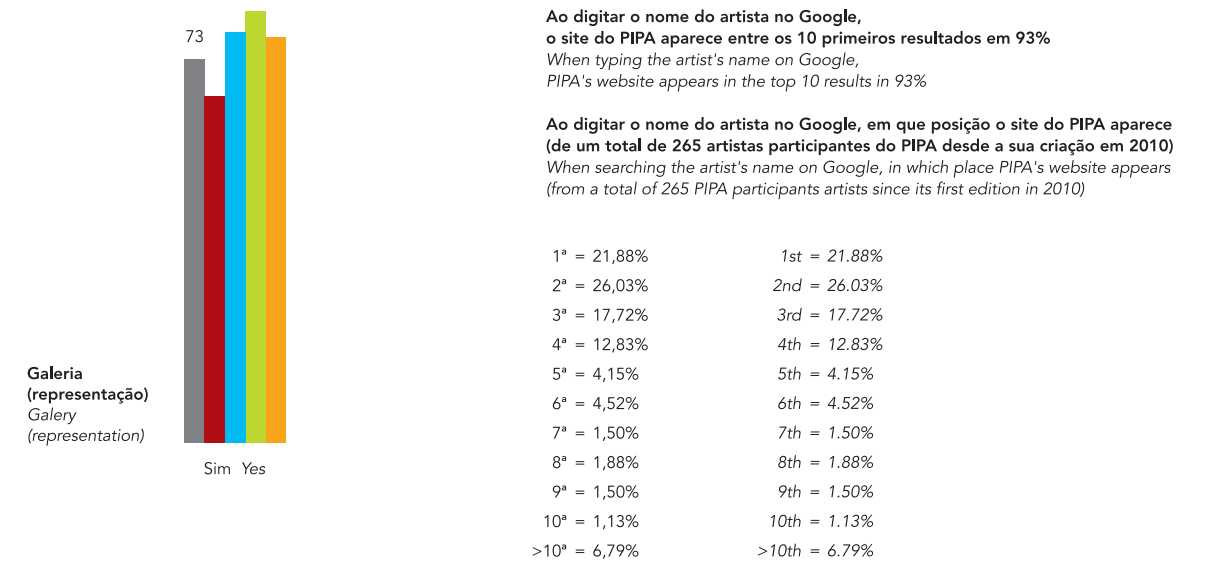 73
Galeria
(representação)
Galery
(representation)
Sim Yes
Ao digitar o nome do artista no Google,
o site do PIPA aparece entre os 10 primeiros resultados em 93%
When typing the artist's name on Google,
PIPA's website appears in the top 10 results in 93%
Ao digitar o nome do artista no Google, em que posição o site do PIPA aparece
(de um total de 265 artistas participantes do PIPA desde a sua criação em 2010)
When searching the artist's name on Google, in which place PIPA's website appears
(from a total of 265 PIPA participants artists since its first edition in 2010)
1ª = 21,88% 1st = 21.88%
2ª = 26,03% 2nd = 26.03%
3ª = 17,72% 3rd = 17.72%
4ª = 12,83% 4th = 12.83%
5ª = 4,15% 5th = 4.15%
6ª = 4,52% 6th = 4.52%
7ª = 1,50% 7th = 1.50%
8ª = 1,88% 8th = 1.88%
9ª = 1,50% 9th = 1.50%
10ª = 1,13% 10th = 1.13%
>10ª = 6,79% >10th = 6.79%